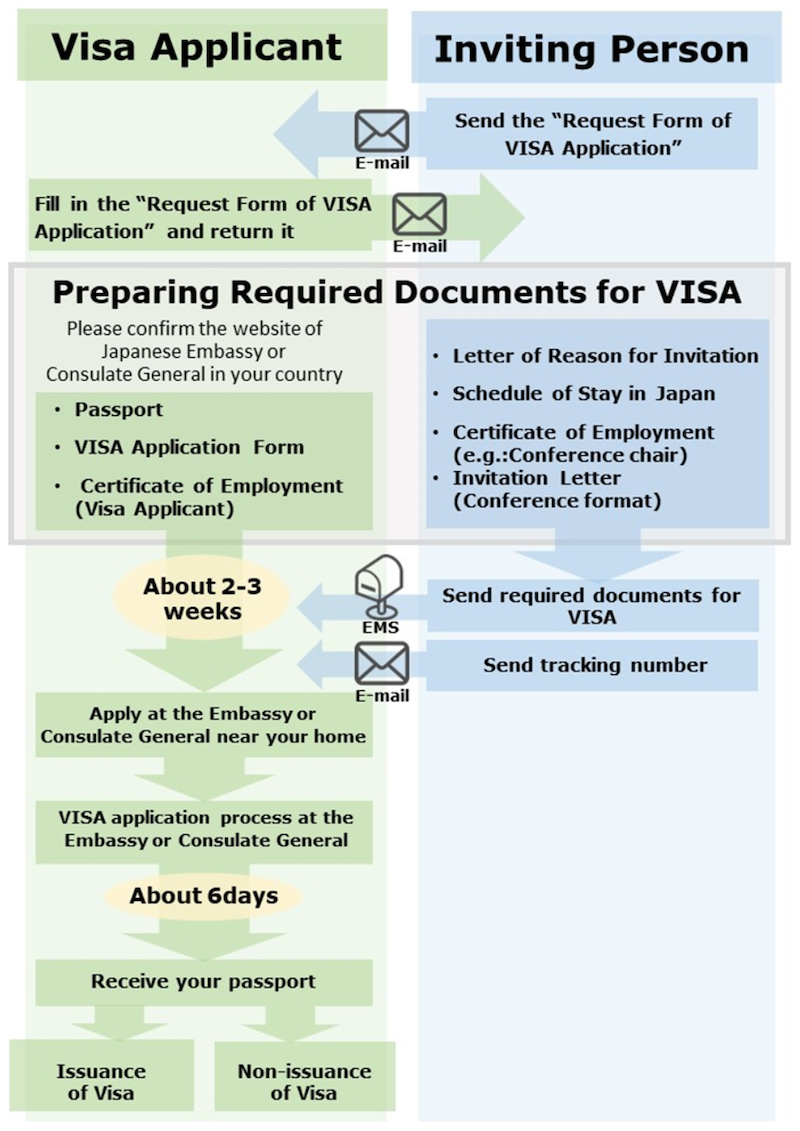 Visa Applicant
Inviting Person
Send the “Request Form of
VISA Application”
E-mail
Fill in the “Request Form of VISA
Application” and return it
E-mail
Preparing Required Documents for VISA
Please confirm the website of
Japanese Embassy or
Consulate General in your country
• Passport
• VISA Application Form
• Certificate of Employment
(Visa Applicant)
• Letter of Reason for Invitation
• Schedule of Stay in Japan
• Certificate of Employment
(e.g.:Conference chair)
• Invitation Letter
(Conference format)
About 2-3
weeks
EMS
Send required documents for
VISA
E-mail
Send tracking number
Apply at the Embassy or
Consulate General near your home
VISA application process at the
Embassy or Consulate General
About 6days
Receive your passport
Issuance
of Visa
Non-issuance
of Visa